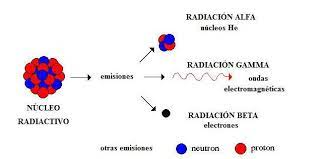 RADIACIÓN ALFA
núcleos He
RADIACIÓN GAMMA
emisiones
ondas
electromagnéticas
NÚCLEO
RADIACTIVO
RADIACIÓN BETA
electrones
otras emisiones
neutron
proton